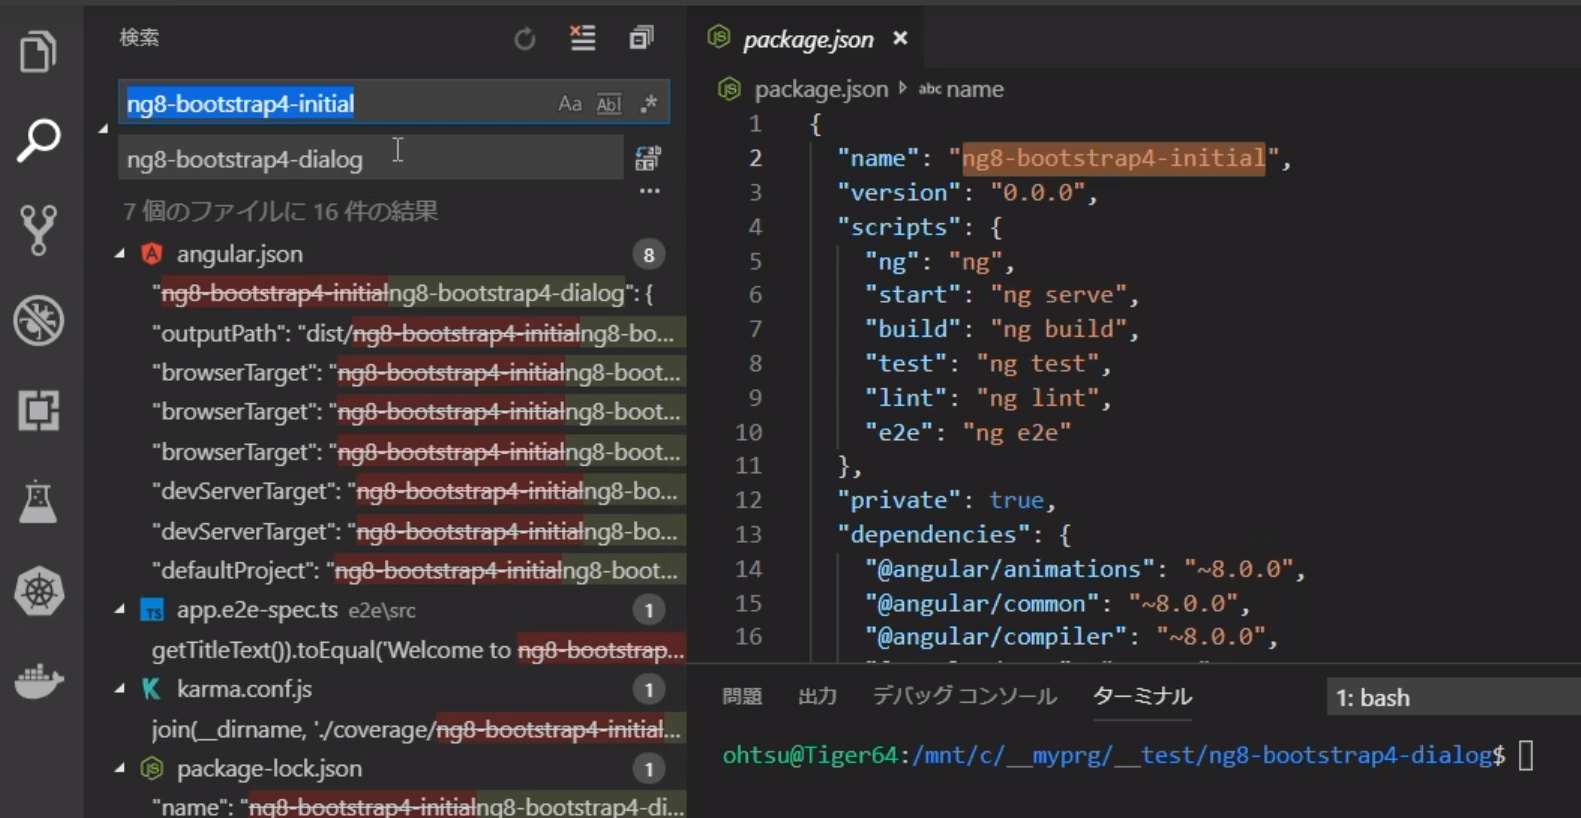 検索
ng8-bootstrap4-initial
Aa Abl .*
ng8-bootstrap4-dialog
...
7 個のファイルに 16 件の結果
angular.json 8
"ng8-bootstrap4-initialng8-bootstrap4-dialog": {
"outputPath": "dist/ng8-bootstrap4-initialng8-bo...
"browserTarget": "ng8-bootstrap4-initialng8-boot...
"browserTarget": "ng8-bootstrap4-initialng8-boot...
"browserTarget": "ng8-bootstrap4-initialng8-boot...
"devServerTarget": "ng8-bootstrap4-initialng8-bo...
"devServerTarget": "ng8-bootstrap4-initialng8-bo...
"defaultProject": "ng8-bootstrap4-initialng8-boot...
app.e2e-spec.ts e2e\src 1
getTitleText()).toEqual('Welcome to ng8-bootstrap...
karma.conf.js 1
join(__dirname, './coverage/ng8-bootstrap4-initial...
package-lock.json 1
"name": "ng8-bootstrap4-initialng8-bootstrap4-di...
package.json
package.json abc name
1 {
2 "name": "ng8-bootstrap4-initial",
3 "version": "0.0.0",
4 "scripts": {
5 "ng": "ng",
6 "start": "ng serve",
7 "build": "ng build",
8 "test": "ng test",
9 "lint": "ng lint",
10 "e2e": "ng e2e"
11 },
12 "private": true,
13 "dependencies": {
14 "@angular/animations": "~8.0.0",
15 "@angular/common": "~8.0.0",
16 "@angular/compiler": "~8.0.0",
問題 出力 デバッグ コンソール ターミナル 1: bash
ohtsu@Tiger64:/mnt/c/__myprg/__test/ng8-bootstrap4-dialog$